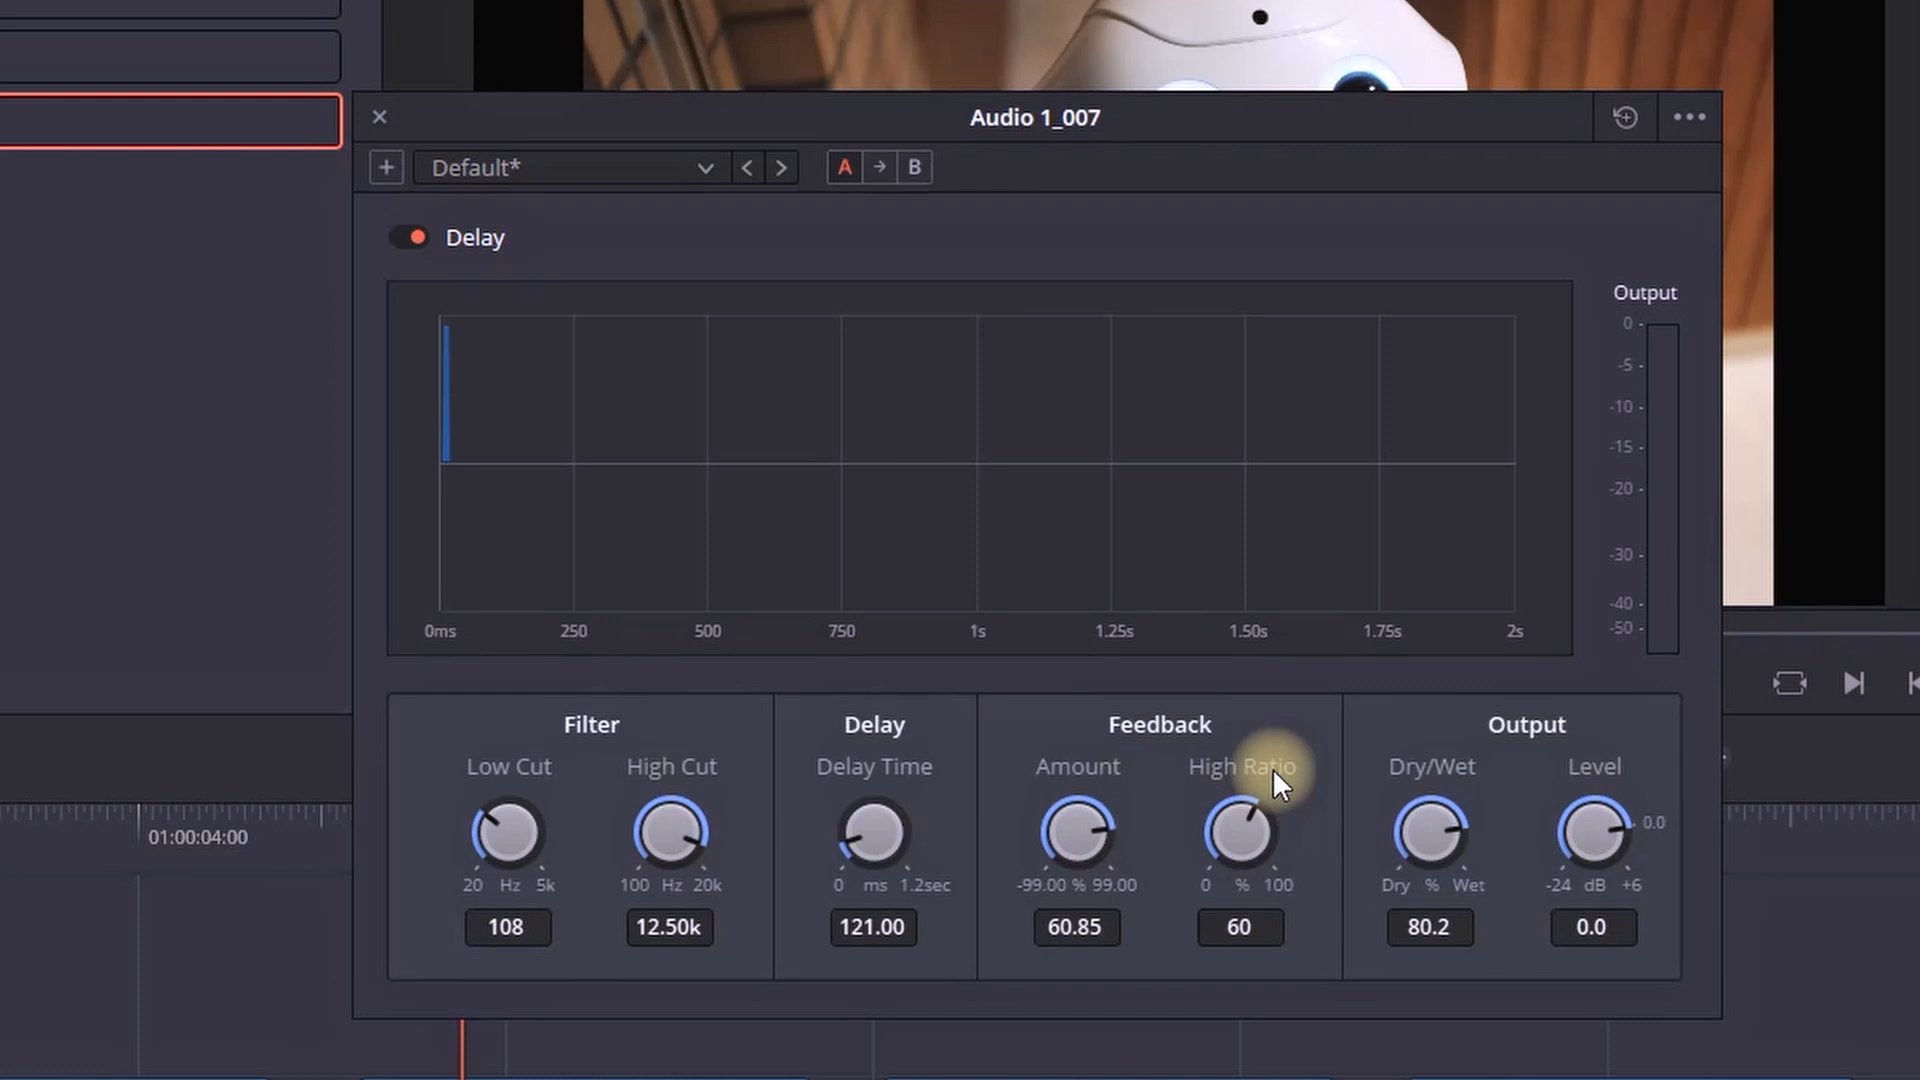 Audio 1_007
Default*
A
B
Delay
Output
0
-5
-10
-15
-20
-30
-40
-50
0ms 250 500 750 1s 1.25s 1.50s 1.75s 2s
Filter
Low Cut High Cut
20 Hz 5k 100 Hz 20k
108 12.50k
Delay
Delay Time
0 ms 1.2sec
121.00
Feedback
Amount High Ratio
-99.00 % 99.00 0 % 100
60.85 60
Output
Dry/Wet Level
0.0
Dry % Wet -24 dB +6
80.2 0.0
01:00:04:00